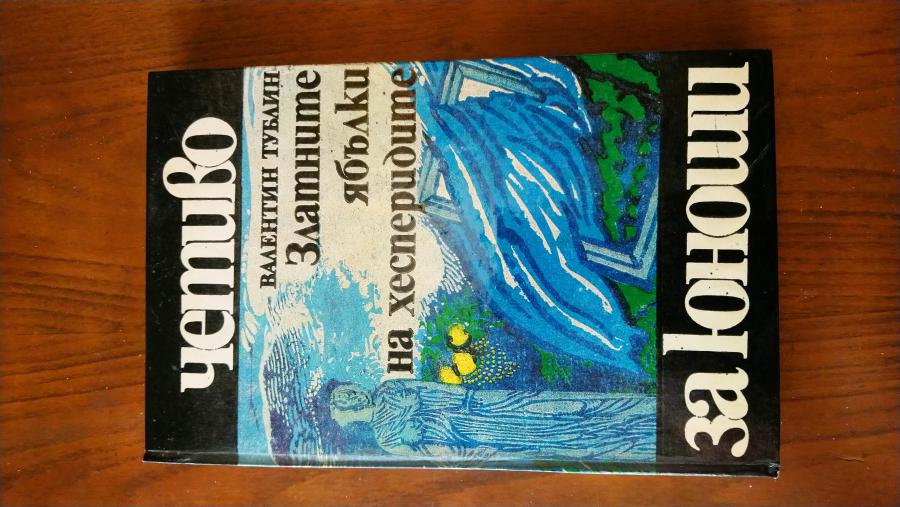 четиво
ВАЛЕНТИН ТУБЛИН
Златните
ябълки
на хесперидите
за юноши